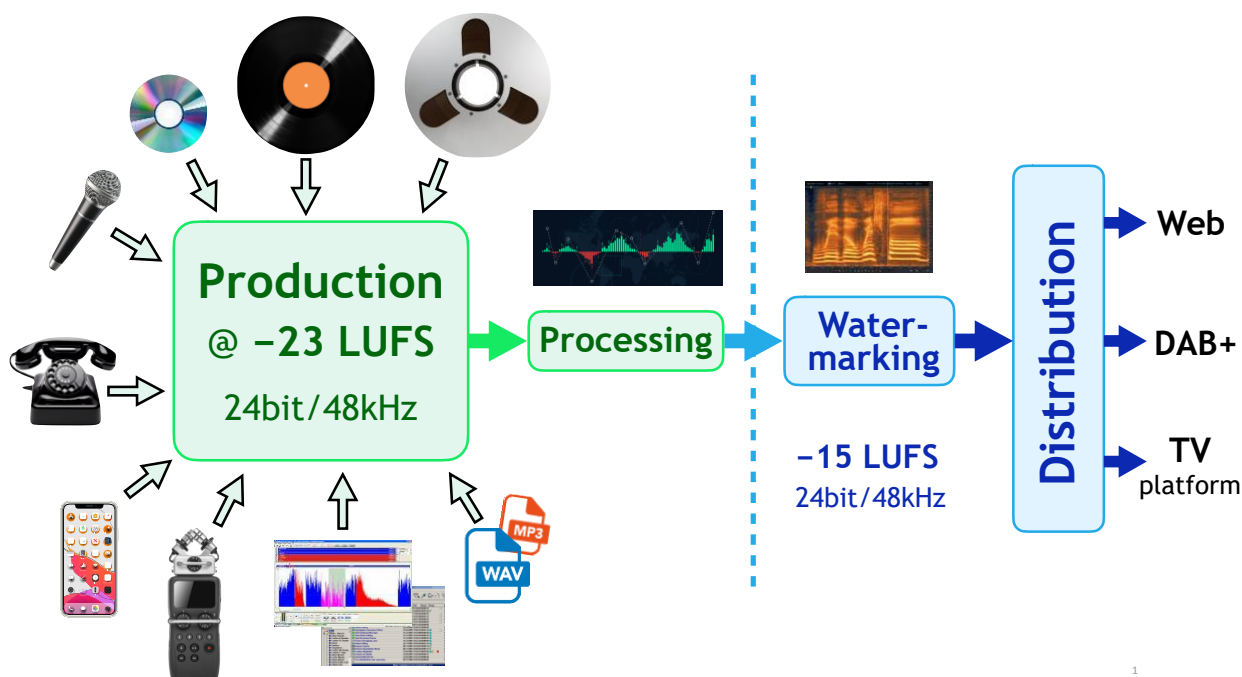 Production
@ −23 LUFS
24bit/48kHz
Processing
Water-
marking
−15 LUFS
24bit/48kHz
Distribution
Web
DAB+
TV
platform
MP3
WAV
1